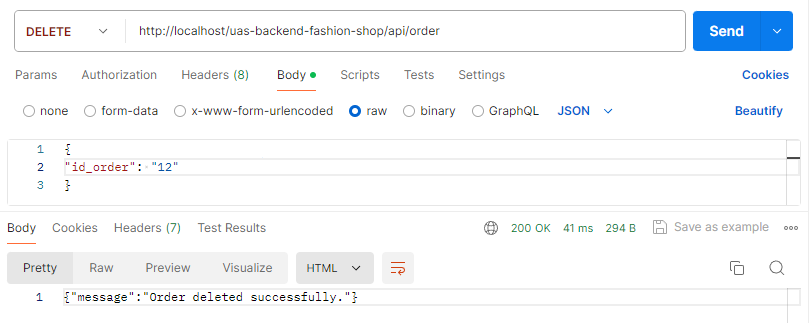 DELETE http://localhost/uas-backend-fashion-shop/api/order Send
Params Authorization Headers (8) Body Scripts Tests Settings Cookies
none form-data x-www-form-urlencoded raw binary GraphQL JSON Beautify
1 {
2 "id_order": "12"
3 }
Body Cookies Headers (7) Test Results 200 OK 41 ms 294 B Save as example
Pretty Raw Preview Visualize HTML
1 {"message":"Order deleted successfully."}